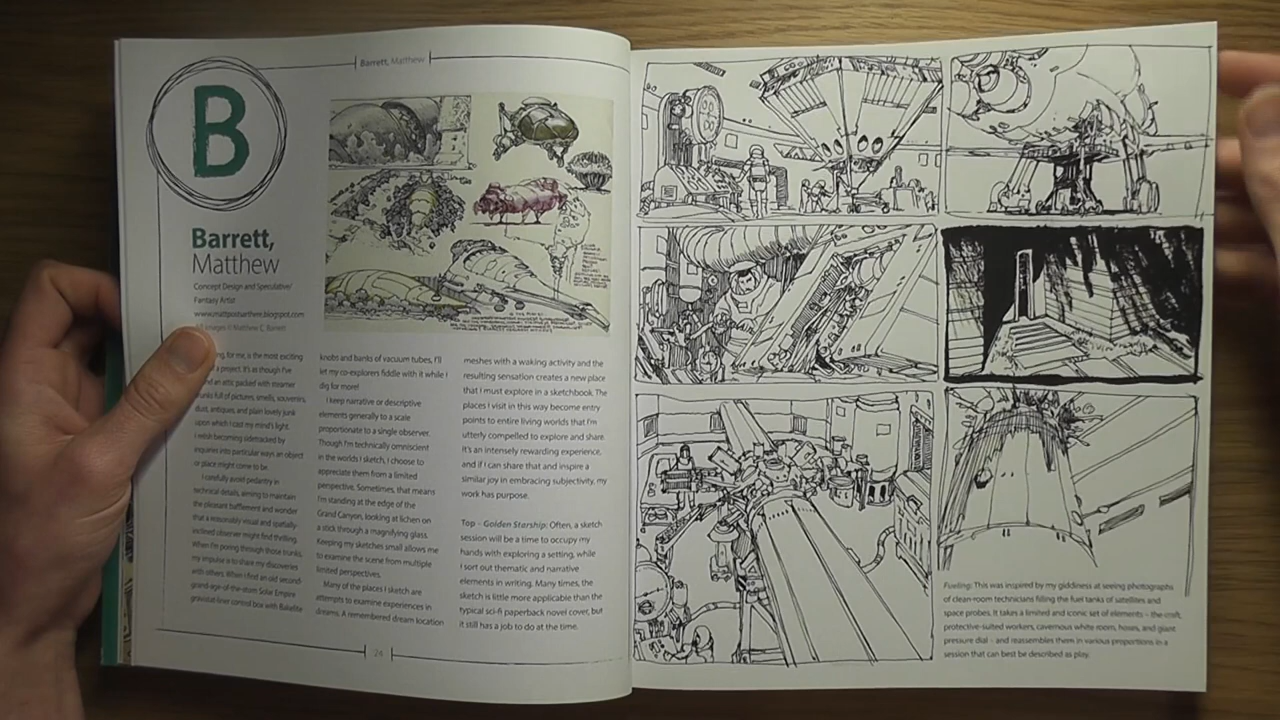 Barrett, Matthew
B
Barrett,
Matthew
Concept Design and Speculative/
Fantasy Artist
www.mattpostsarthere.blogspot.com
images © Matthew C. Barrett
ng, for me, is the most exciting
a project. It's as though I've
an attic packed with steamer
trunks full of pictures, smells, souvenirs,
dust, antiques, and plain lovely junk
upon which I cast my mind's light.
I relish becoming sidetracked by
inquiries into particular ways an object
or place might come to be.
I carefully avoid pedantry in
technical details, aiming to maintain
the pleasant bafflement and wonder
that a reasonably visual and spatially-
inclined observer might find thrilling.
When I'm poring through those trunks,
my impulse is to share my discoveries
with others. When I find an old second-
grand-age-of-the-atom Solar Empire
gravostat-liner control box with Bakelite
knobs and banks of vacuum tubes, I'll
let my co-explorers fiddle with it while I
dig for more!
I keep narrative or descriptive
elements generally to a scale
proportionate to a single observer.
Though I'm technically omniscient
in the worlds I sketch, I choose to
appreciate them from a limited
perspective. Sometimes, that means
I'm standing at the edge of the
Grand Canyon, looking at lichen on
a stick through a magnifying glass.
Keeping my sketches small allows me
to examine the scene from multiple
limited perspectives.
Many of the places I sketch are
attempts to examine experiences in
dreams. A remembered dream location
meshes with a waking activity and the
resulting sensation creates a new place
that I must explore in a sketchbook. The
places I visit in this way become entry
points to entire living worlds that I'm
utterly compelled to explore and share.
It's an intensely rewarding experience,
and if I can share that and inspire a
similar joy in embracing subjectivity, my
work has purpose.
Top – Golden Starship: Often, a sketch
session will be a time to occupy my
hands with exploring a setting, while
I sort out thematic and narrative
elements in writing. Many times, the
sketch is little more applicable than the
typical sci-fi paperback novel cover, but
it still has a job to do at the time.
26
Fueling: This was inspired by my giddiness at seeing photographs
of clean-room technicians filling the fuel tanks of satellites and
space probes. It takes a limited and iconic set of elements – the craft,
protective-suited workers, cavernous white room, hoses, and giant
pressure dial – and reassembles them in various proportions in a
session that can best be described as play.